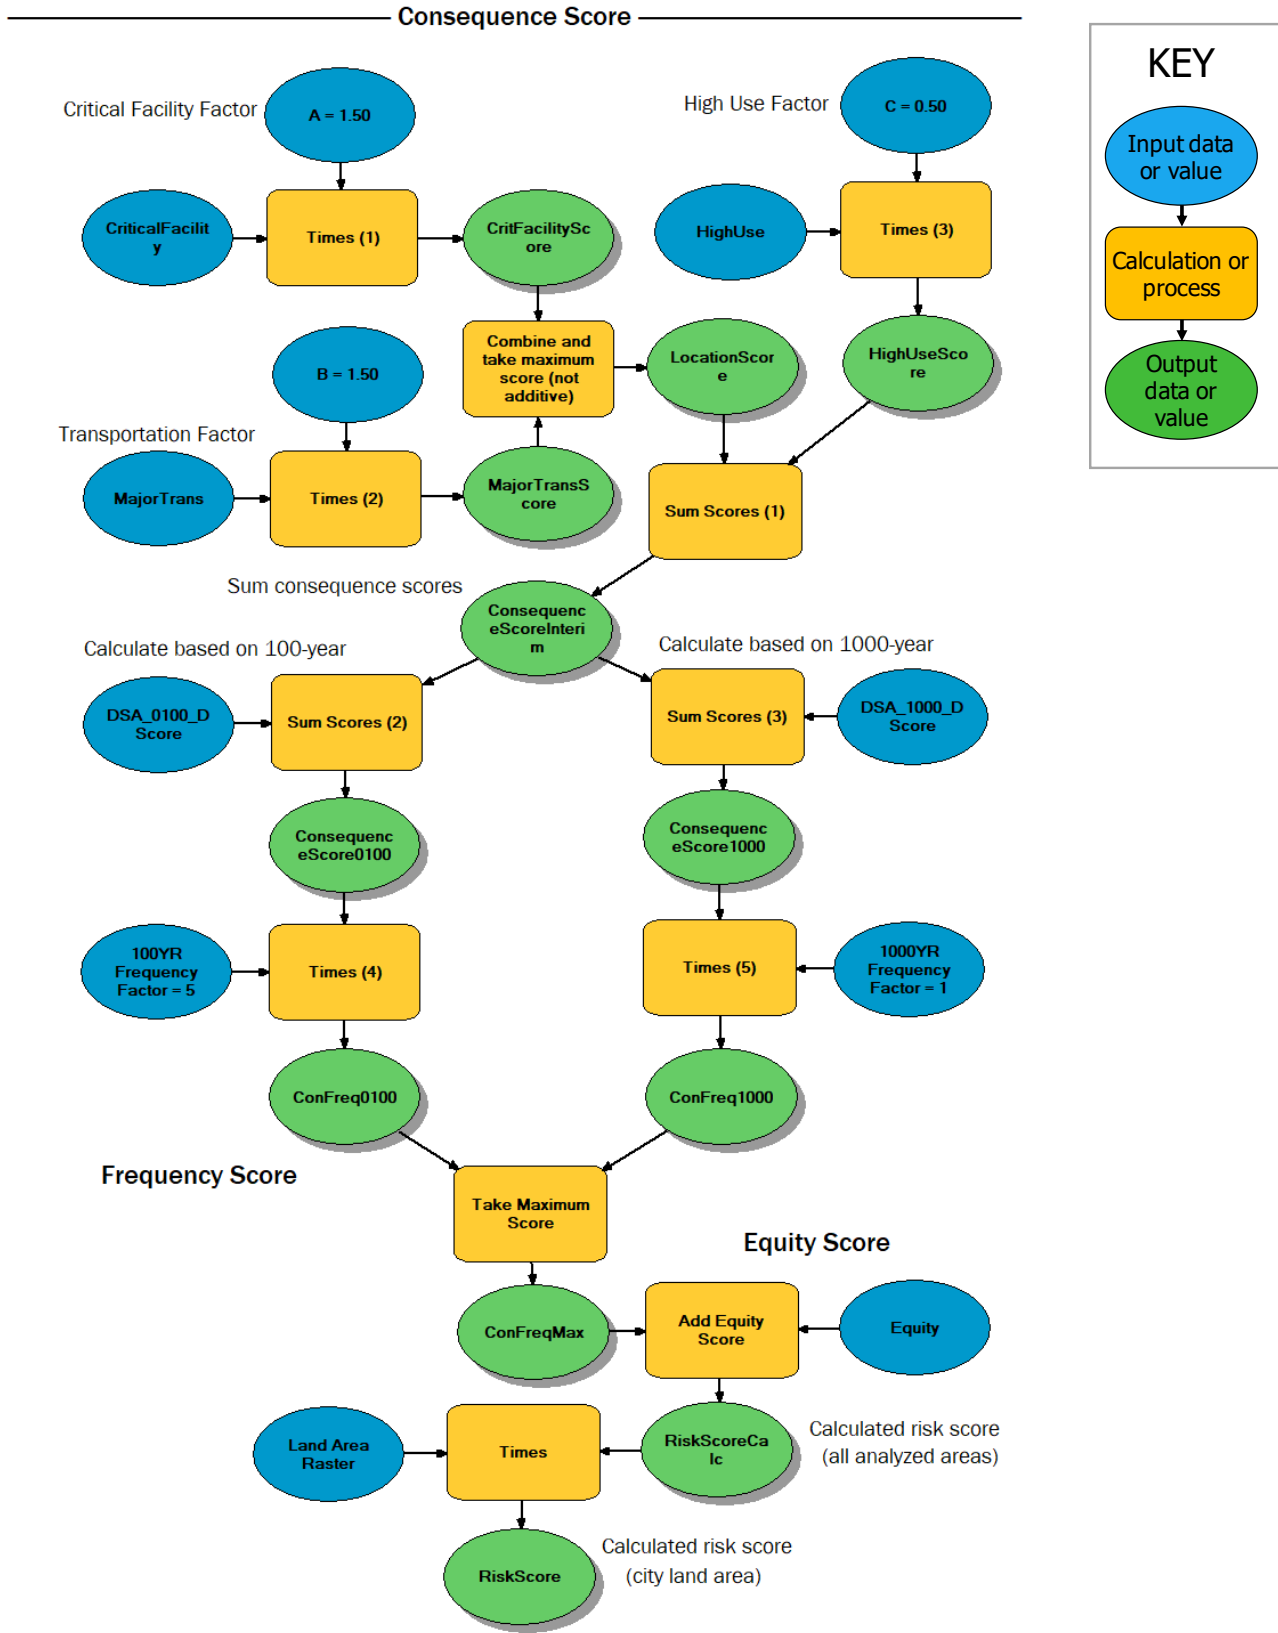 Consequence Score
KEY
Input data
or value
Calculation or
process
Output
data or
value
Critical Facility Factor
A = 1.50
High Use Factor
C = 0.50
CriticalFacilit
y
Times (1)
CritFacilitySc
ore
HighUse
Times (3)
B = 1.50
Combine and
take maximum
score (not
additive)
LocationScor
e
HighUseSco
re
Transportation Factor
MajorTrans
Times (2)
MajorTransS
core
Sum Scores (1)
Sum consequence scores
Consequenc
eScoreInteri
m
Calculate based on 100-year
Calculate based on 1000-year
DSA_0100_D
Score
Sum Scores (2)
Sum Scores (3)
DSA_1000_D
Score
Consequenc
eScore0100
Consequenc
eScore1000
100YR
Frequency
Factor = 5
Times (4)
Times (5)
1000YR
Frequency
Factor = 1
ConFreq0100
ConFreq1000
Frequency Score
Take Maximum
Score
Equity Score
ConFreqMax
Add Equity
Score
Equity
Land Area
Raster
Times
RiskScoreCa
lc
Calculated risk score
(all analyzed areas)
RiskScore
Calculated risk score
(city land area)